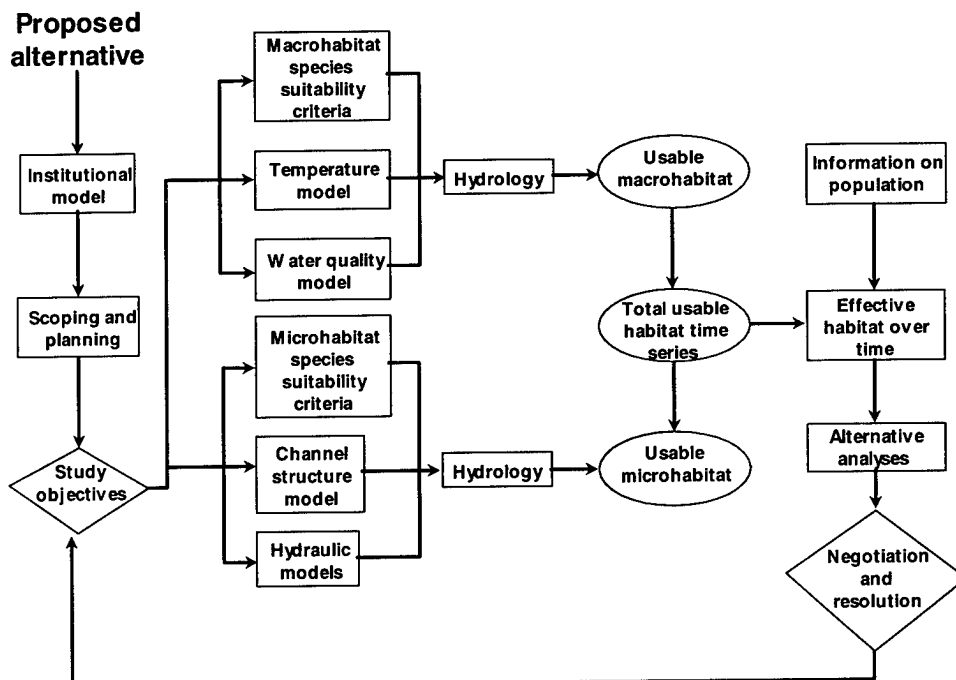 Proposed
alternative
Institutional
model
Scoping and
planning
Study
objectives
Macrohabitat
species
suitability
criteria
Temperature
model
Water quality
model
Microhabitat
species
suitability
criteria
Channel
structure
model
Hydraulic
models
Hydrology
Hydrology
Usable
macrohabitat
Total usable
habitat time
series
Usable
microhabitat
Information on
population
Effective
habitat over
time
Alternative
analyses
Negotiation
and
resolution